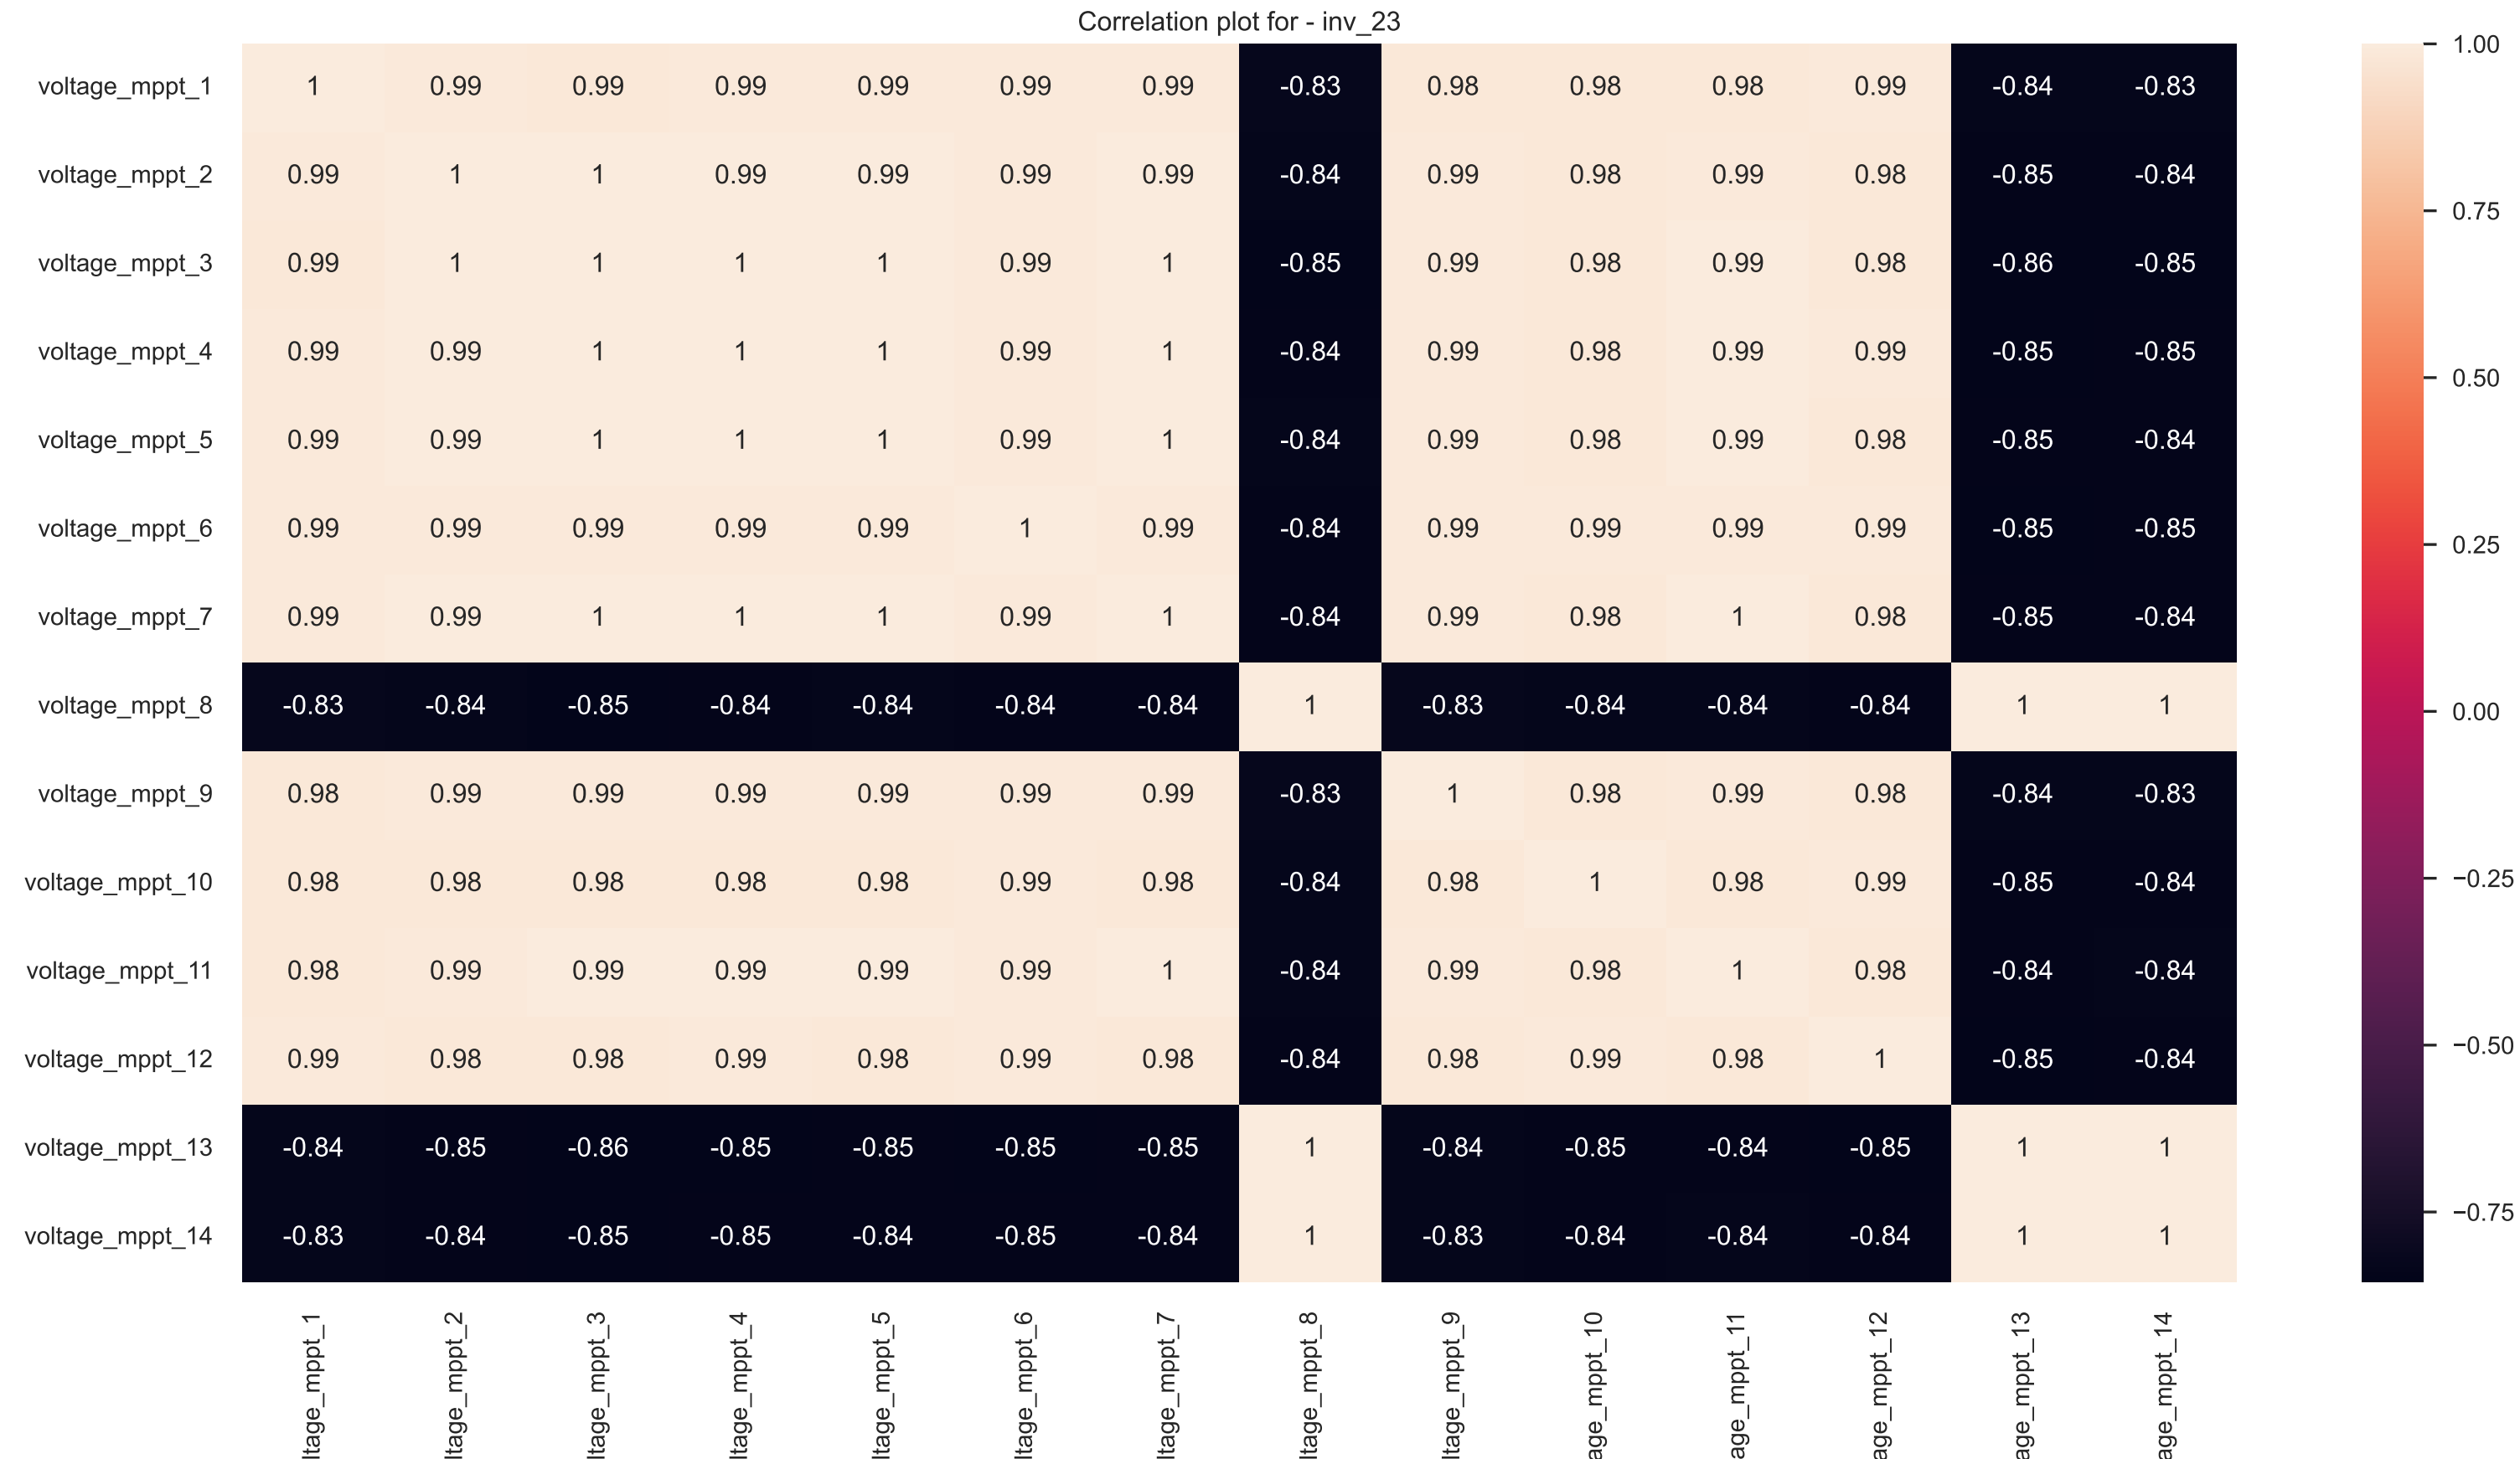 Correlation plot for - inv_23
voltage_mppt_1 1 0.99 0.99 0.99 0.99 0.99 0.99 -0.83 0.98 0.98 0.98 0.99 -0.84 -0.83
voltage_mppt_2 0.99 1 1 0.99 0.99 0.99 0.99 -0.84 0.99 0.98 0.99 0.98 -0.85 -0.84
voltage_mppt_3 0.99 1 1 1 1 0.99 1 -0.85 0.99 0.98 0.99 0.98 -0.86 -0.85
voltage_mppt_4 0.99 0.99 1 1 1 0.99 1 -0.84 0.99 0.98 0.99 0.99 -0.85 -0.85
voltage_mppt_5 0.99 0.99 1 1 1 0.99 1 -0.84 0.99 0.98 0.99 0.98 -0.85 -0.84
voltage_mppt_6 0.99 0.99 0.99 0.99 0.99 1 0.99 -0.84 0.99 0.99 0.99 0.99 -0.85 -0.85
voltage_mppt_7 0.99 0.99 1 1 1 0.99 1 -0.84 0.99 0.98 1 0.98 -0.85 -0.84
voltage_mppt_8 -0.83 -0.84 -0.85 -0.84 -0.84 -0.84 -0.84 1 -0.83 -0.84 -0.84 -0.84 1 1
voltage_mppt_9 0.98 0.99 0.99 0.99 0.99 0.99 0.99 -0.83 1 0.98 0.99 0.98 -0.84 -0.83
voltage_mppt_10 0.98 0.98 0.98 0.98 0.98 0.99 0.98 -0.84 0.98 1 0.98 0.99 -0.85 -0.84
voltage_mppt_11 0.98 0.99 0.99 0.99 0.99 0.99 1 -0.84 0.99 0.98 1 0.98 -0.84 -0.84
voltage_mppt_12 0.99 0.98 0.98 0.99 0.98 0.99 0.98 -0.84 0.98 0.99 0.98 1 -0.85 -0.84
voltage_mppt_13 -0.84 -0.85 -0.86 -0.85 -0.85 -0.85 -0.85 1 -0.84 -0.85 -0.84 -0.85 1 1
voltage_mppt_14 -0.83 -0.84 -0.85 -0.85 -0.84 -0.85 -0.84 1 -0.83 -0.84 -0.84 -0.84 1 1
ltage_mppt_1
ltage_mppt_2
ltage_mppt_3
ltage_mppt_4
ltage_mppt_5
ltage_mppt_6
ltage_mppt_7
ltage_mppt_8
ltage_mppt_9
age_mppt_10
age_mppt_11
age_mppt_12
age_mppt_13
age_mppt_14
1.00
0.75
0.50
0.25
0.00
−0.25
−0.50
−0.75